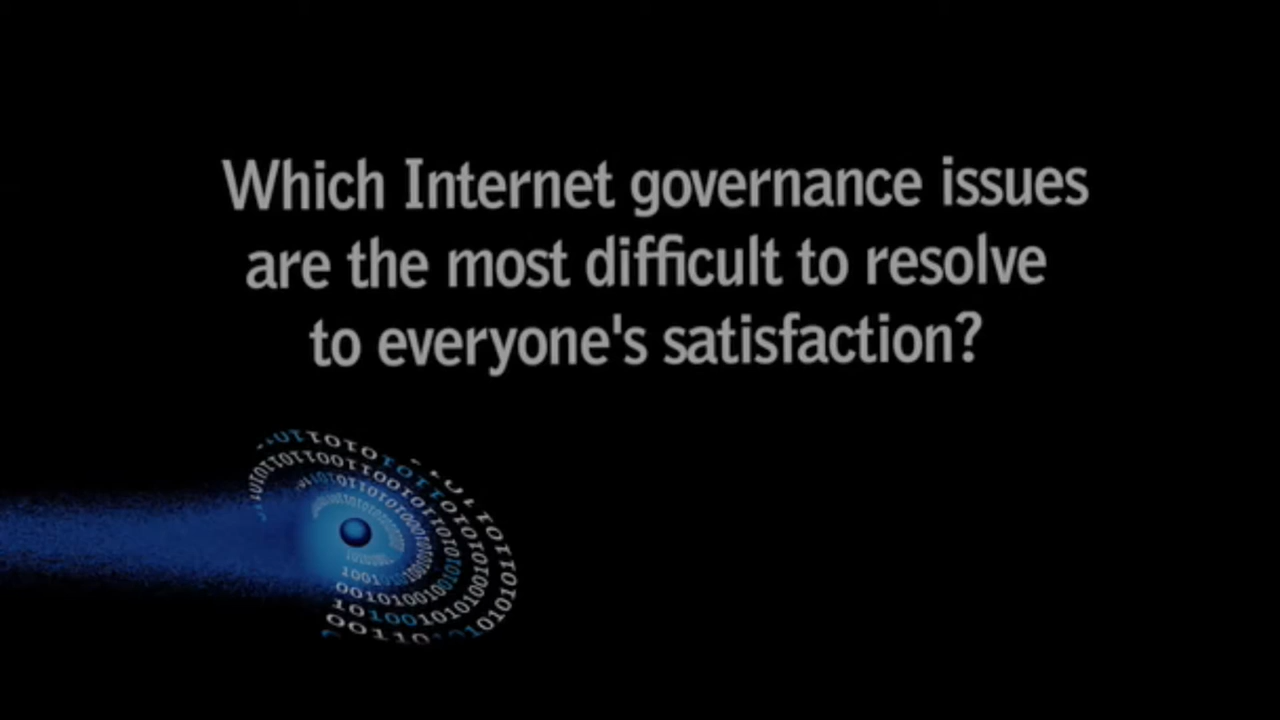 Which Internet governance issues
are the most difficult to resolve
to everyone's satisfaction?